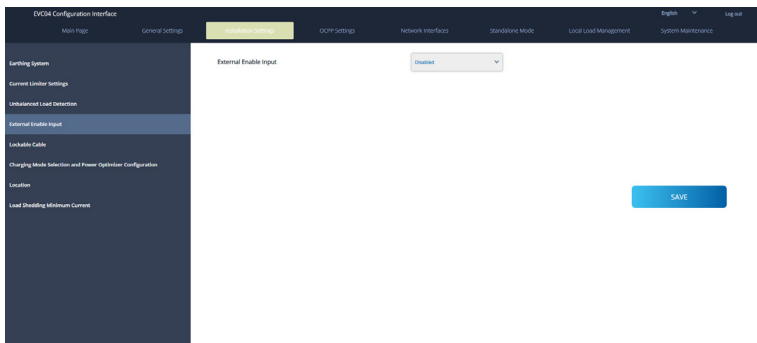 EVC04 Configuration Interface
English
Log out
Main Page
General Settings
Installation Settings
OCPP Settings
Network Interfaces
Standalone Mode
Local Load Management
System Maintenance
Earthing System
Current Limiter Settings
Unbalanced Load Detection
External Enable Input
Lockable Cable
Charging Mode Selection and Power Optimizer Configuration
Location
Load Shedding Minimum Current
External Enable Input
Disabled
SAVE